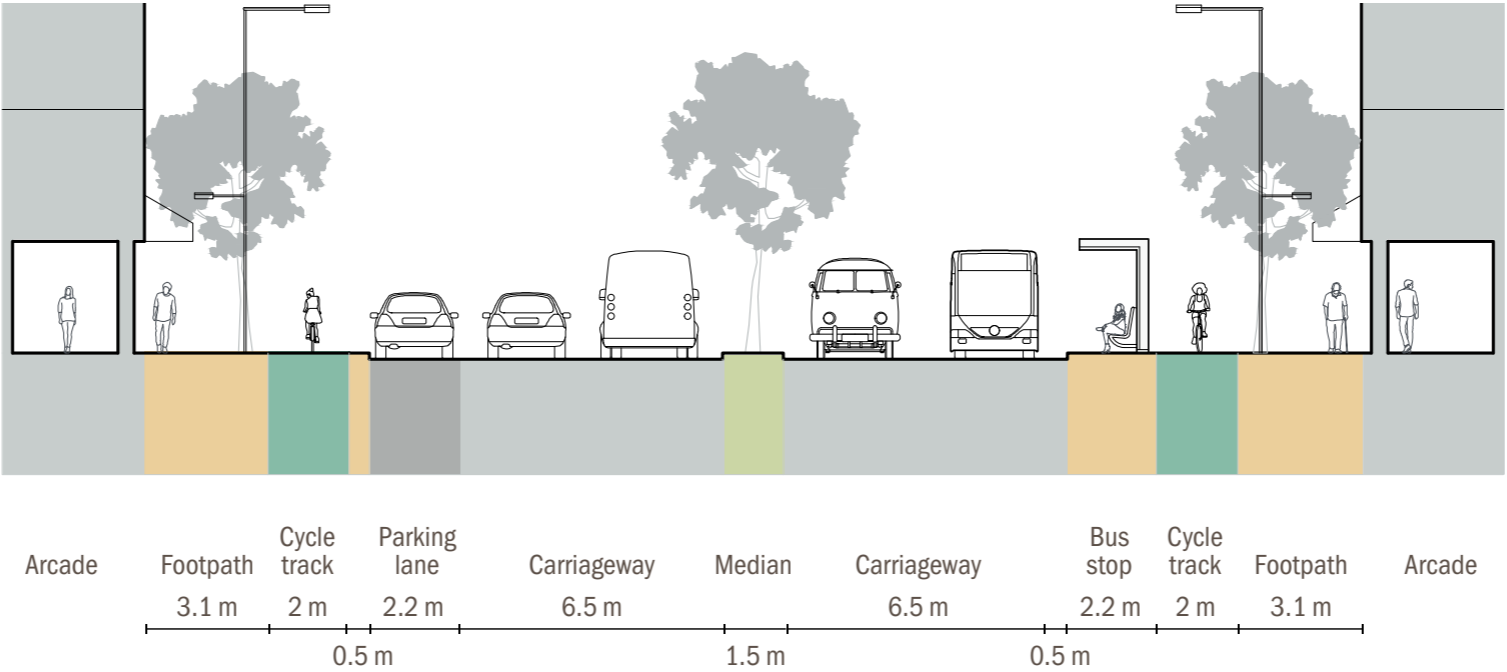 Arcade
Footpath
3.1 m
Cycle
track
2 m
Parking
lane
2.2 m
Carriageway
6.5 m
Median
Carriageway
6.5 m
Bus
stop
2.2 m
Cycle
track
2 m
Footpath
3.1 m
Arcade
0.5 m
1.5 m
0.5 m